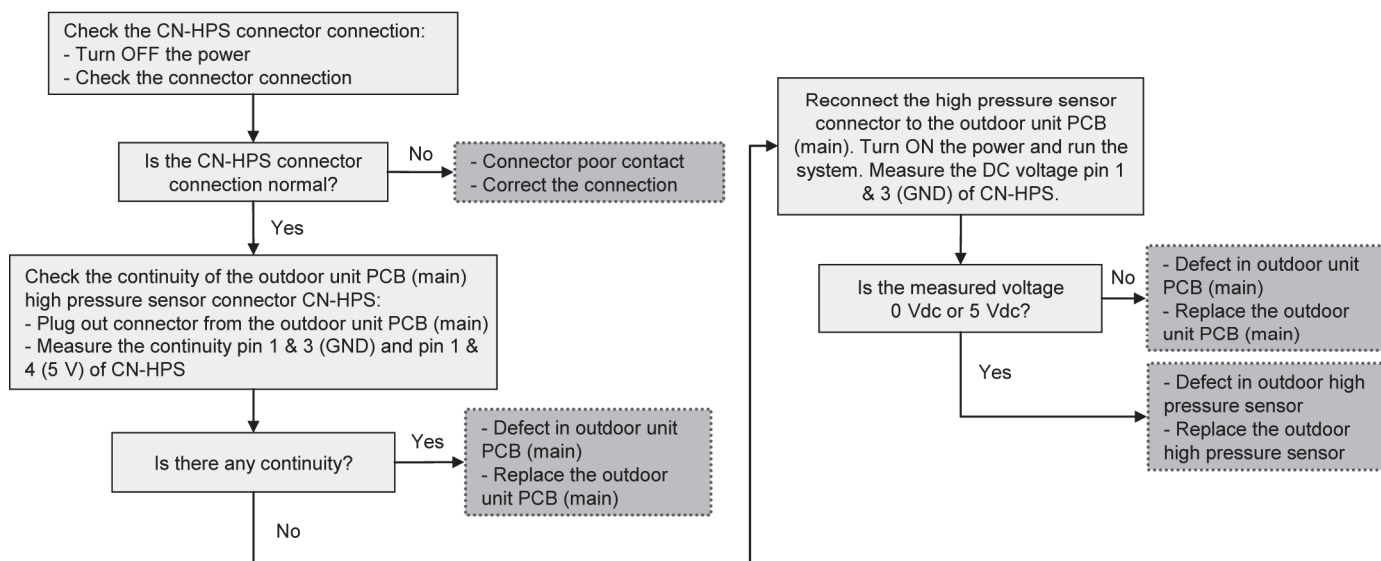 Check the CN-HPS connector connection:
- Turn OFF the power
- Check the connector connection
Is the CN-HPS connector
connection normal?
No
- Connector poor contact
- Correct the connection
Yes
Check the continuity of the outdoor unit PCB (main)
high pressure sensor connector CN-HPS:
- Plug out connector from the outdoor unit PCB (main)
- Measure the continuity pin 1 & 3 (GND) and pin 1 &
4 (5 V) of CN-HPS
Is there any continuity?
Yes
- Defect in outdoor unit
PCB (main)
- Replace the outdoor
unit PCB (main)
No
Reconnect the high pressure sensor
connector to the outdoor unit PCB
(main). Turn ON the power and run the
system. Measure the DC voltage pin 1
& 3 (GND) of CN-HPS.
Is the measured voltage
0 Vdc or 5 Vdc?
No
- Defect in outdoor unit
PCB (main)
- Replace the outdoor
unit PCB (main)
Yes
- Defect in outdoor high
pressure sensor
- Replace the outdoor
high pressure sensor